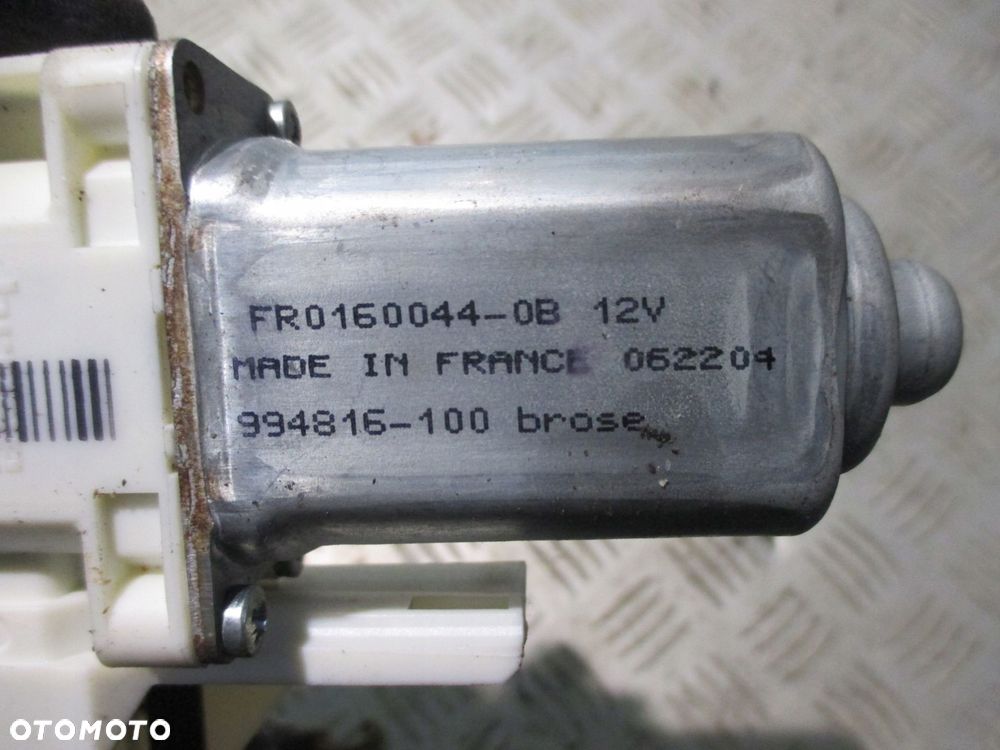 FR0160044-0B 12V
MADE IN FRANCE 062204
994816-100 brose
OTOMOTO